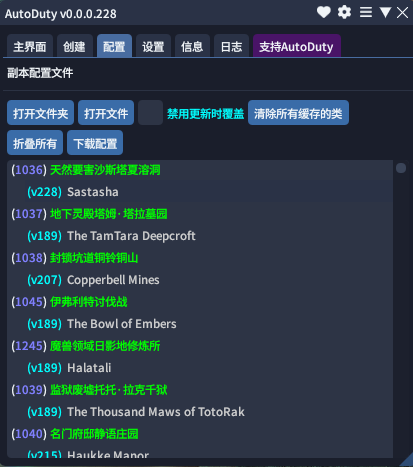 AutoDuty v0.0.0.228
主界面 创建 配置 设置 信息 日志 支持AutoDuty
副本配置文件
打开文件夹 打开文件 禁用更新时覆盖 清除所有缓存的类
折叠所有 下载配置
(1036) 天然要害沙斯塔夏溶洞
(v228) Sastasha
(1037) 地下灵殿塔姆·塔拉墓园
(v189) The TamTara Deepcroft
(1038) 封锁坑道铜铃铜山
(v207) Copperbell Mines
(1045) 伊弗利特讨伐战
(v189) The Bowl of Embers
(1245) 魔兽领域日影地修炼所
(v189) Halatali
(1039) 监狱废墟托托·拉克千狱
(v189) The Thousand Maws of TotoRak
(1040) 名门府邸静语庄园
(v215) Haukke Manor